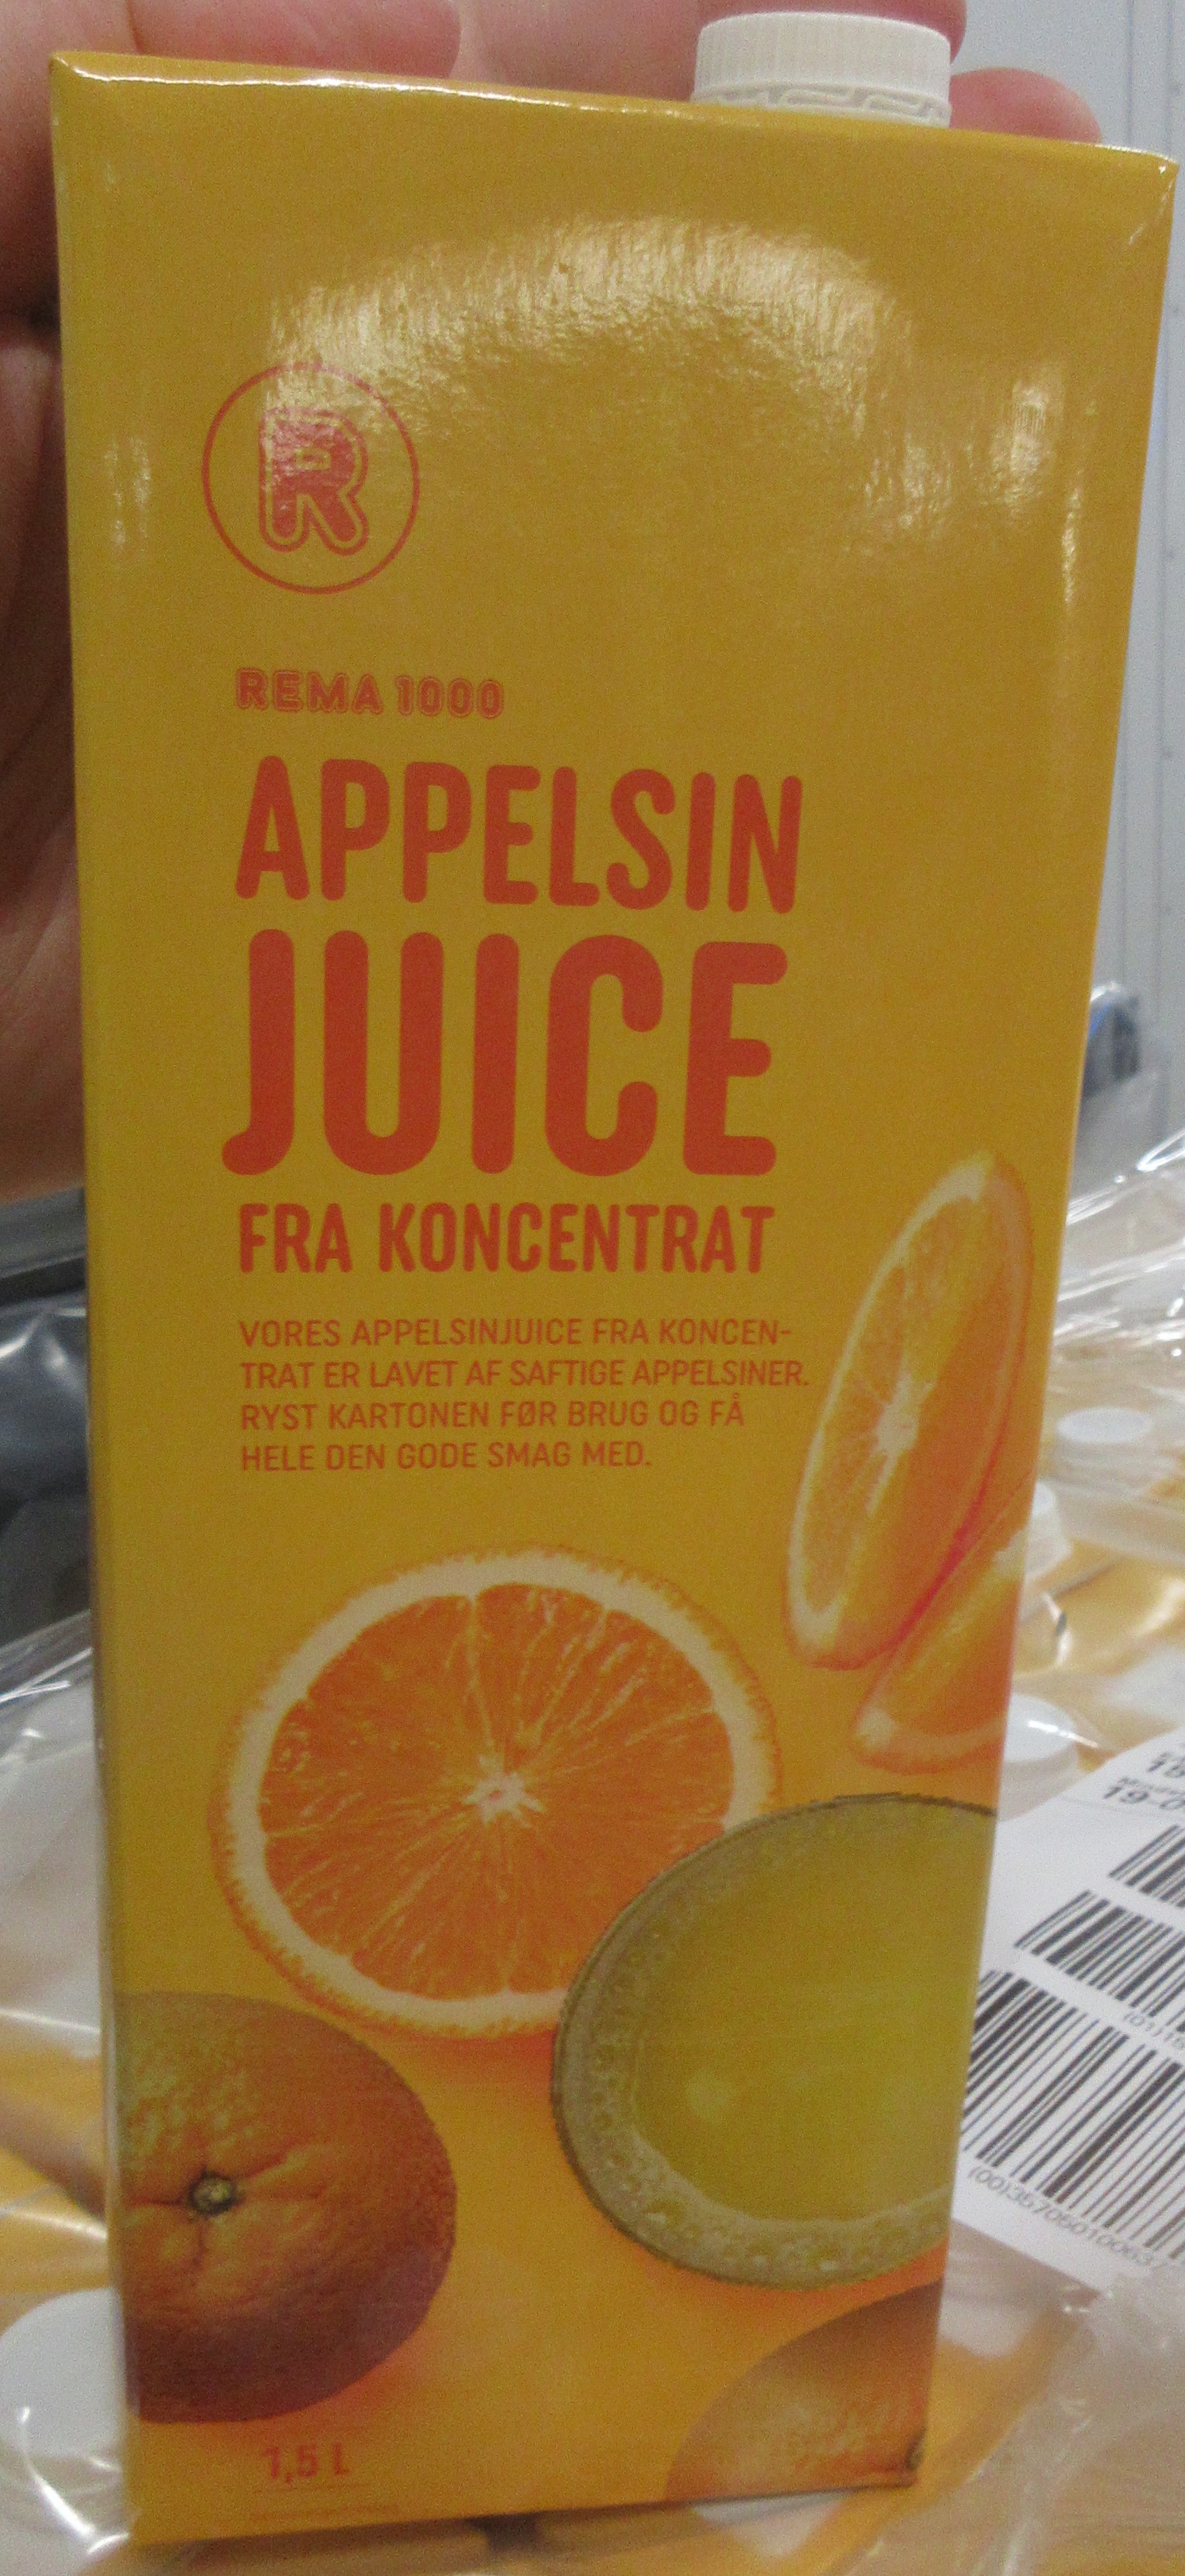 R
REMA 1000
APPELSIN
JUICE
FRA KONCENTRAT
VORES APPELSINJUICE FRA KONCEN-
TRAT ER LAVET AF SAFTIGE APPELSINER.
RYST KARTONEN FØR BRUG OG FÅ
HELE DEN GODE SMAG MED.
1,5 L